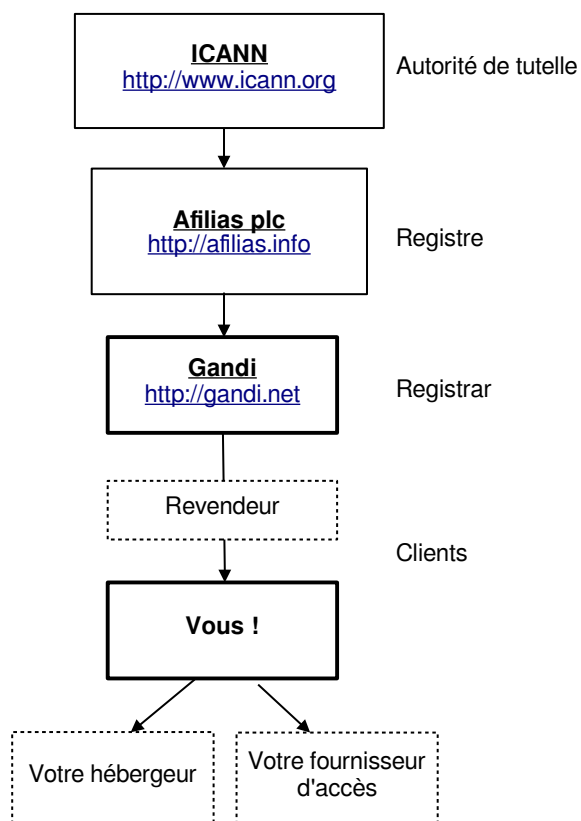 ICANN
http://www.icann.org
Autorité de tutelle
Afilias plc
http://afilias.info
Registre
Gandi
http://gandi.net
Registrar
Revendeur
Clients
Vous !
Votre hébergeur
Votre fournisseur
d'accès